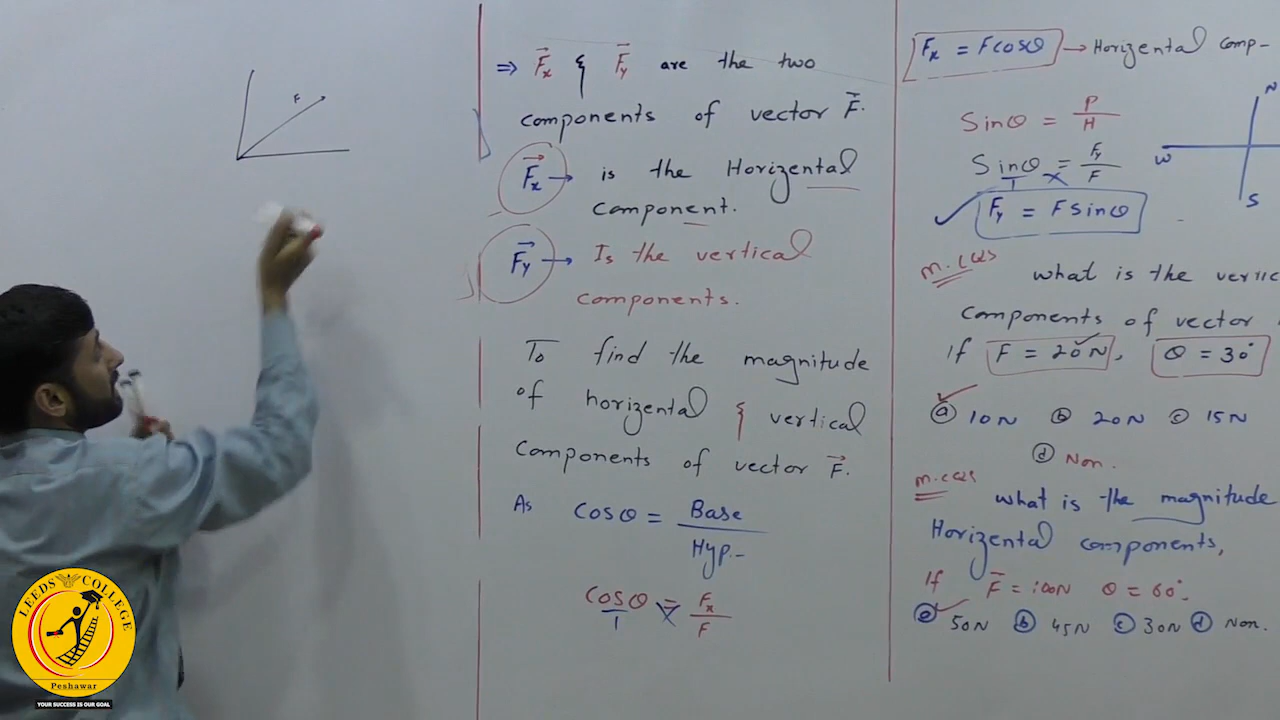 F
⇒ F⃗x & F⃗y are the two
components of vector F⃗.
F⃗x → is the Horizental
component.
F⃗y → Is the vertical
components.
To find the magnitude
of horizental & vertical
Components of vector F⃗.
As Cosθ = Base
Hyp.-
Cosθ = Fx
1 F
Fx = Fcosθ → Horizental comp-
Sinθ = P
H
Sinθ = Fy
1 F
Fy = Fsinθ
N
W
S
M.CQS
what is the
Components of vector
If F = 20N, θ = 30°
a 10N b 20N c 15N
d Non.
M.CQS
what is the magnitude
Horizental components,
If F⃗ = 100N θ = 60°.
a 50N b 45N c 30N d Non.
LEEDS COLLEGE
Peshawar
YOUR SUCCESS IS OUR GOAL